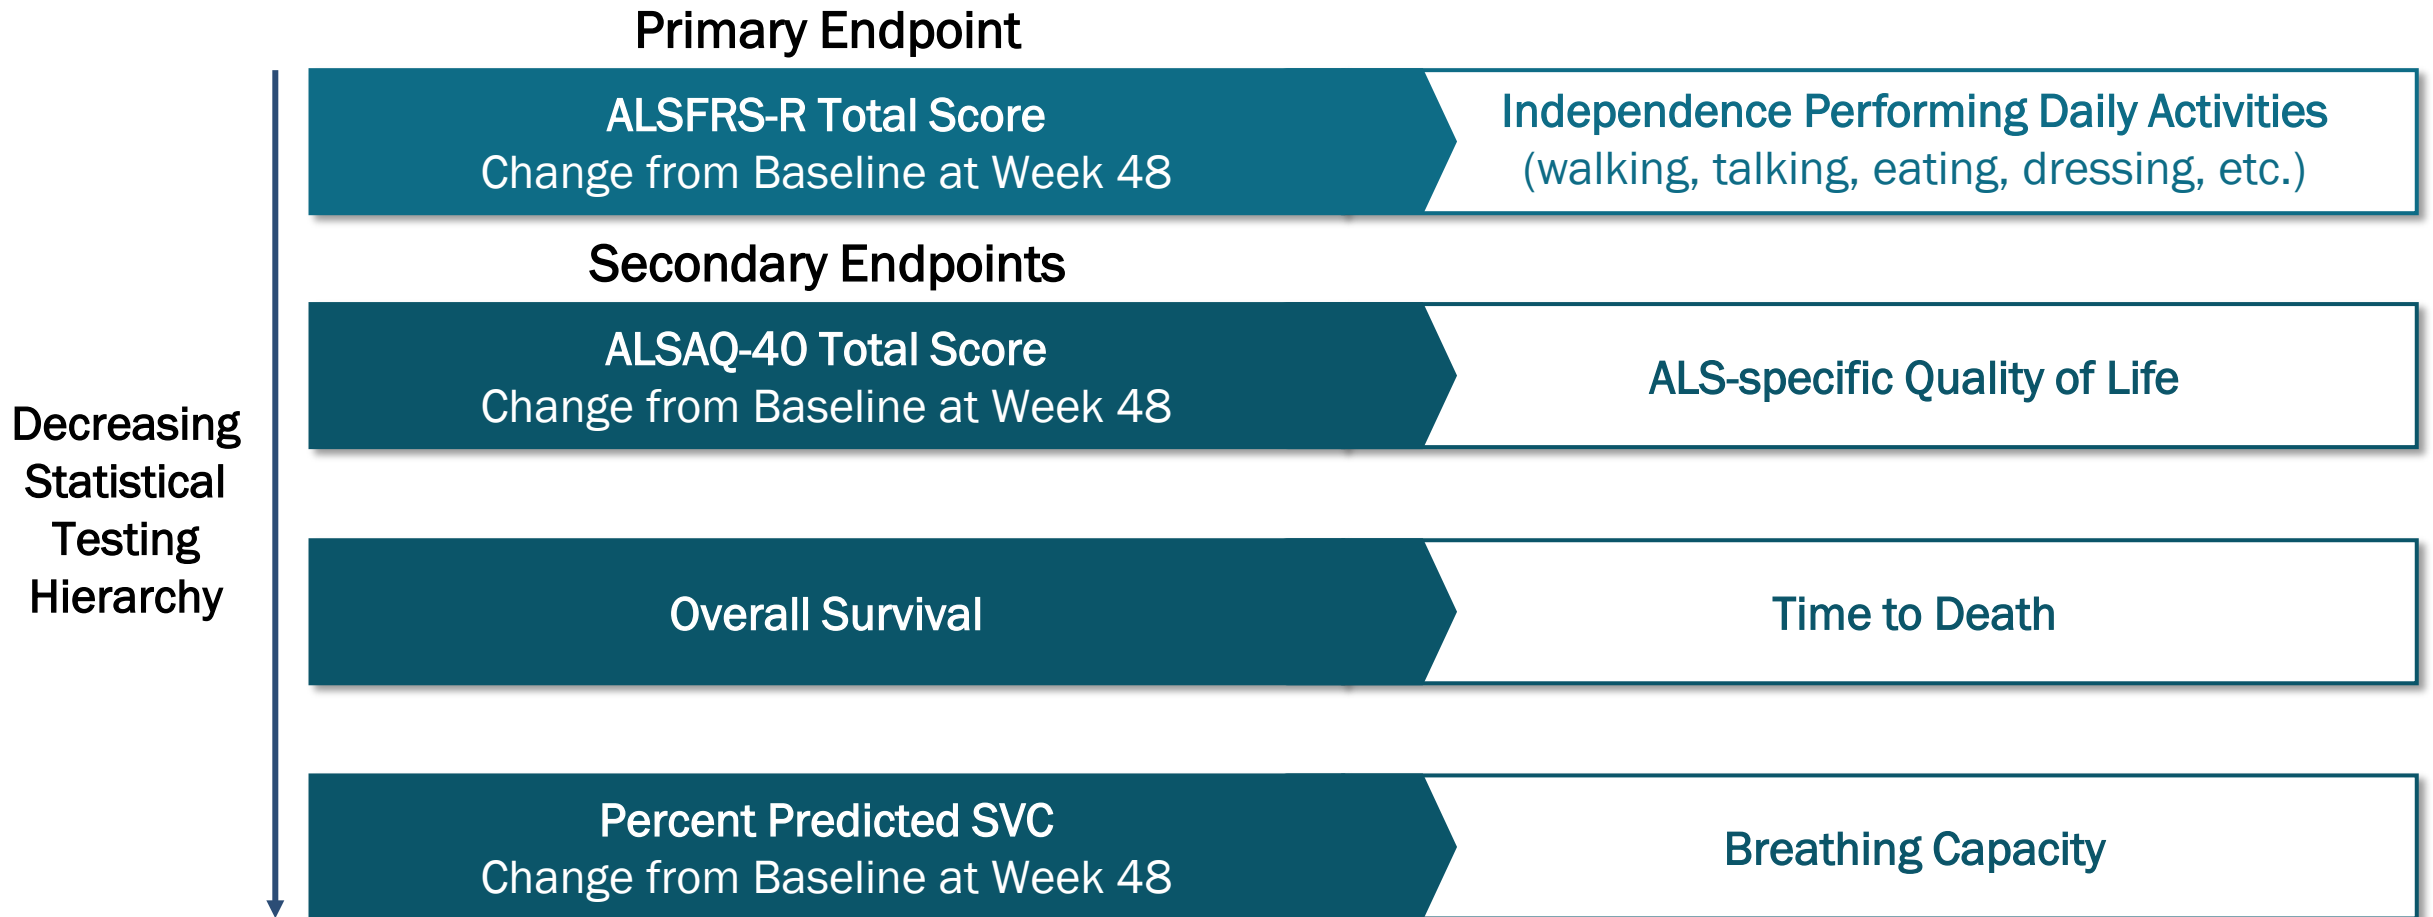 Primary Endpoint
ALSFRS-R Total Score
Change from Baseline at Week 48
Independence Performing Daily Activities
(walking, talking, eating, dressing, etc.)
Secondary Endpoints
ALSAQ-40 Total Score
Change from Baseline at Week 48
ALS-specific Quality of Life
Decreasing
Statistical
Testing
Hierarchy
Overall Survival
Time to Death
Percent Predicted SVC
Change from Baseline at Week 48
Breathing Capacity